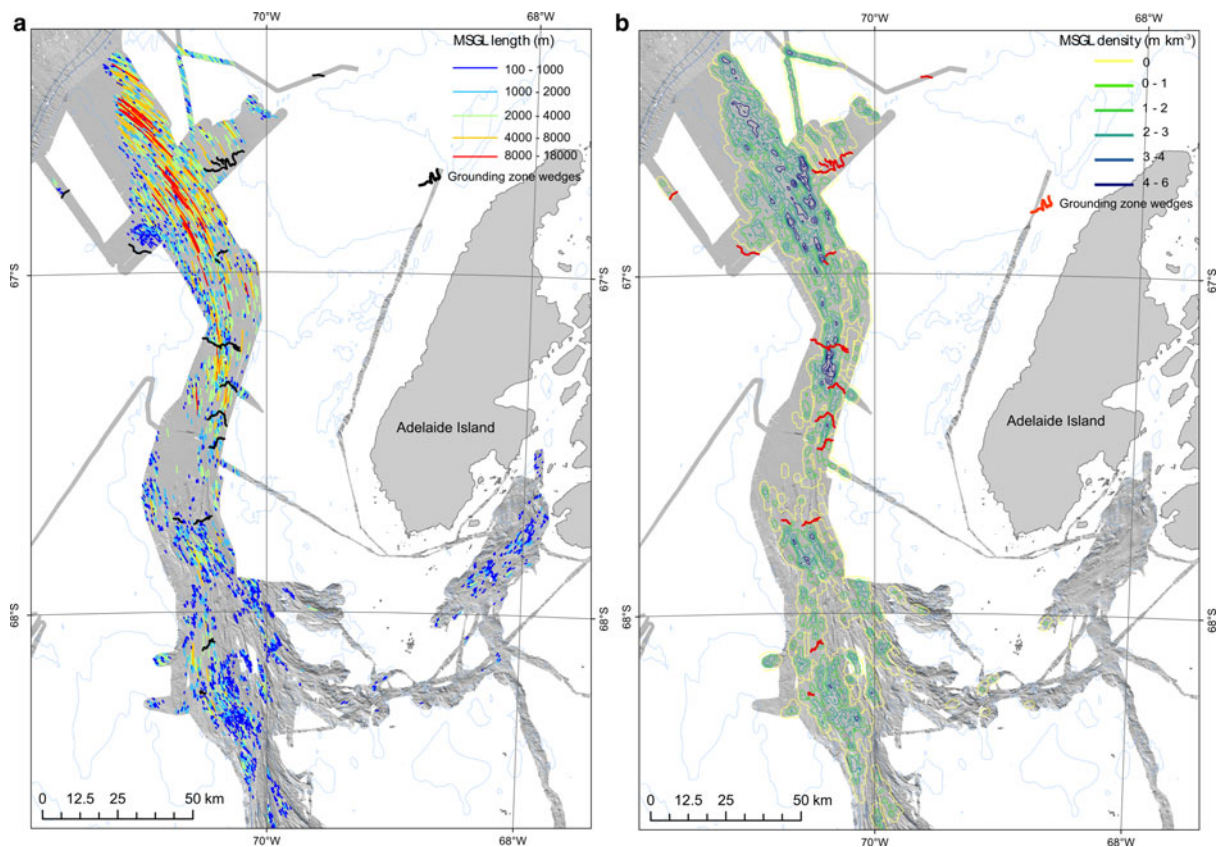 a
70°W
68°W
MSGL length (m)
100 - 1000
1000 - 2000
2000 - 4000
4000 - 8000
8000 - 18000
Grounding zone wedges
67°S
67°S
Adelaide Island
68°S
68°S
0 12.5 25 50 km
70°W
68°W
b
70°W
68°W
MSGL density (m km⁻³)
0
0 - 1
1 - 2
2 - 3
3 -4
4 - 6
Grounding zone wedges
67°S
67°S
Adelaide Island
68°S
68°S
0 12.5 25 50 km
70°W
68°W